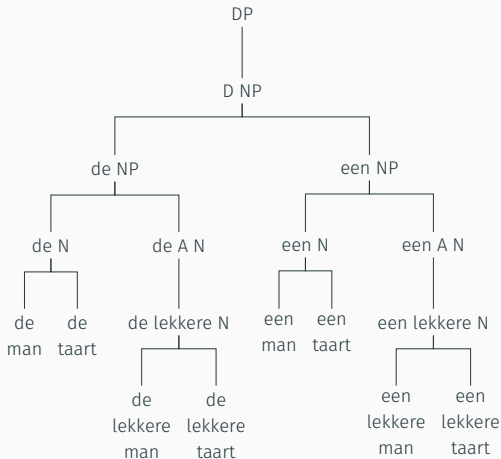 DP
D NP
de NP een NP
de N de A N een N een A N
de de de lekkere N een een een lekkere N
man taart man taart
de de een een
lekkere lekkere lekkere lekkere
man taart man taart